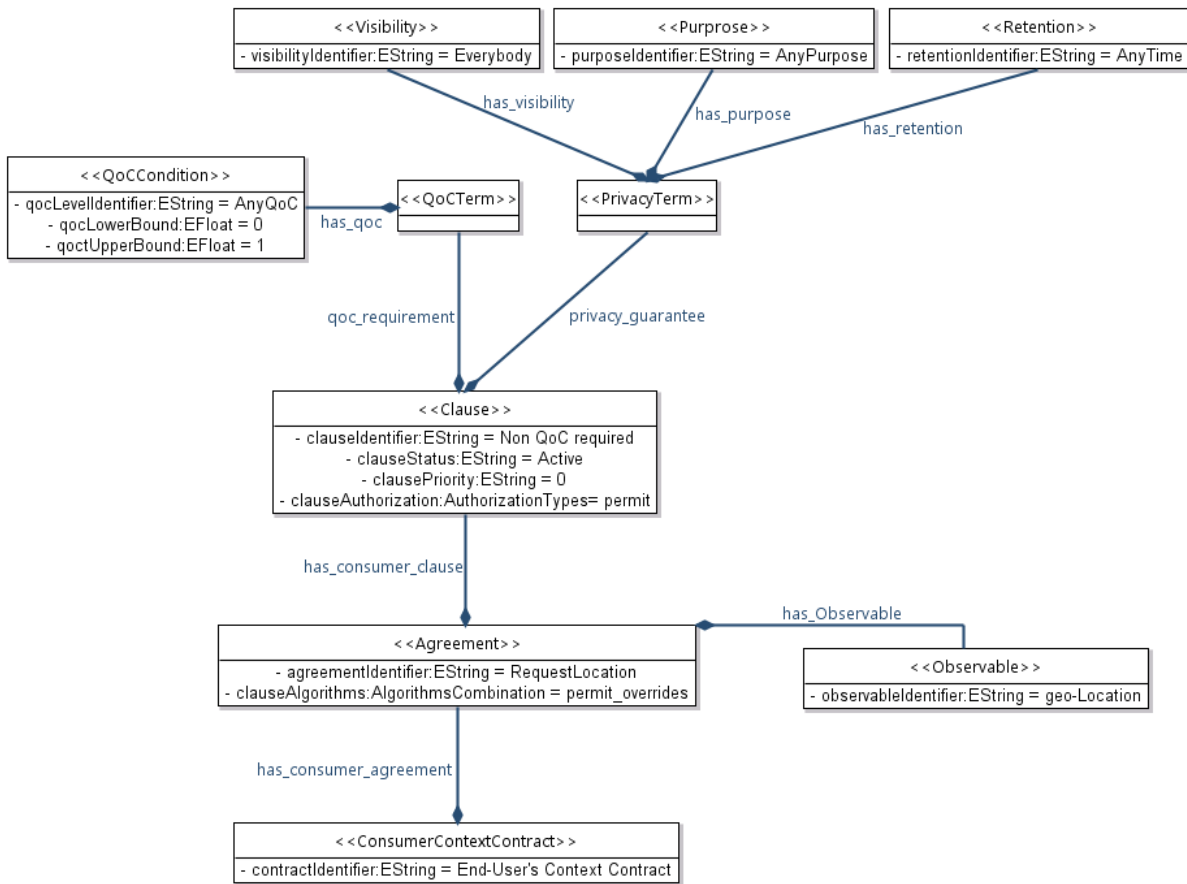 <<Visibility>>
- visibilityIdentifier:EString = Everybody
<<Purprose>>
- purposeIdentifier:EString = AnyPurpose
<<Retention>>
- retentionIdentifier:EString = AnyTime
has_visibility
has_purpose
has_retention
<<QoCCondition>>
- qocLevelIdentifier:EString = AnyQoC
- qocLowerBound:EFloat = 0
- qoctUpperBound:EFloat = 1
has_qoc
<<QoCTerm>>
<<PrivacyTerm>>
qoc_requirement
privacy_guarantee
<<Clause>>
- clauseIdentifier:EString = Non QoC required
- clauseStatus:EString = Active
- clausePriority:EString = 0
- clauseAuthorization:AuthorizationTypes= permit
has_consumer_clause
has_Observable
<<Agreement>>
- agreementIdentifier:EString = RequestLocation
- clauseAlgorithms:AlgorithmsCombination = permit_overrides
<<Observable>>
- observableIdentifier:EString = geo-Location
has_consumer_agreement
<<ConsumerContextContract>>
- contractIdentifier:EString = End-User's Context Contract